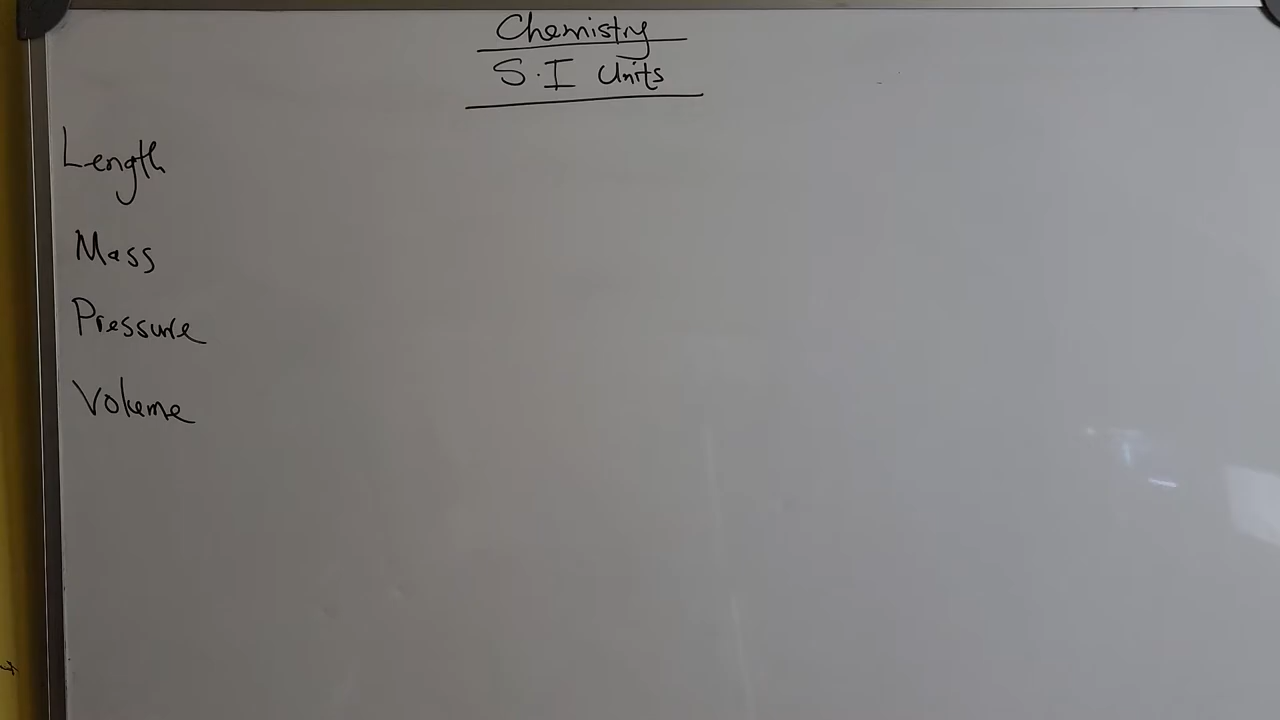 Chemistry
S.I Units
Length
Mass
Pressure
Volume